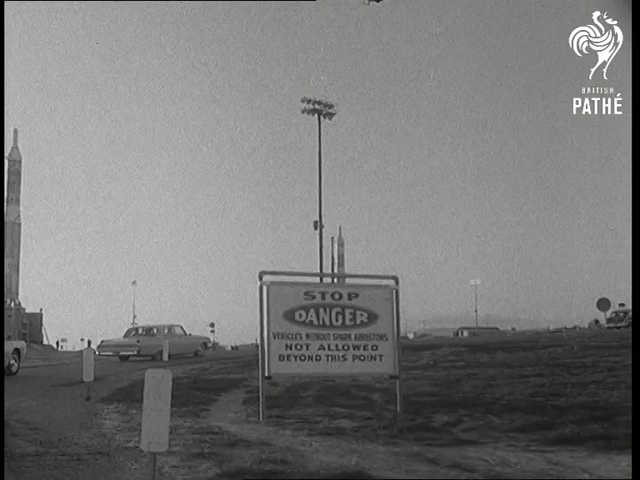 BRITISH
PATHÉ
STOP
DANGER
VEHICLES WITHOUT SPARK ARRESTORS
NOT ALLOWED
BEYOND THIS POINT